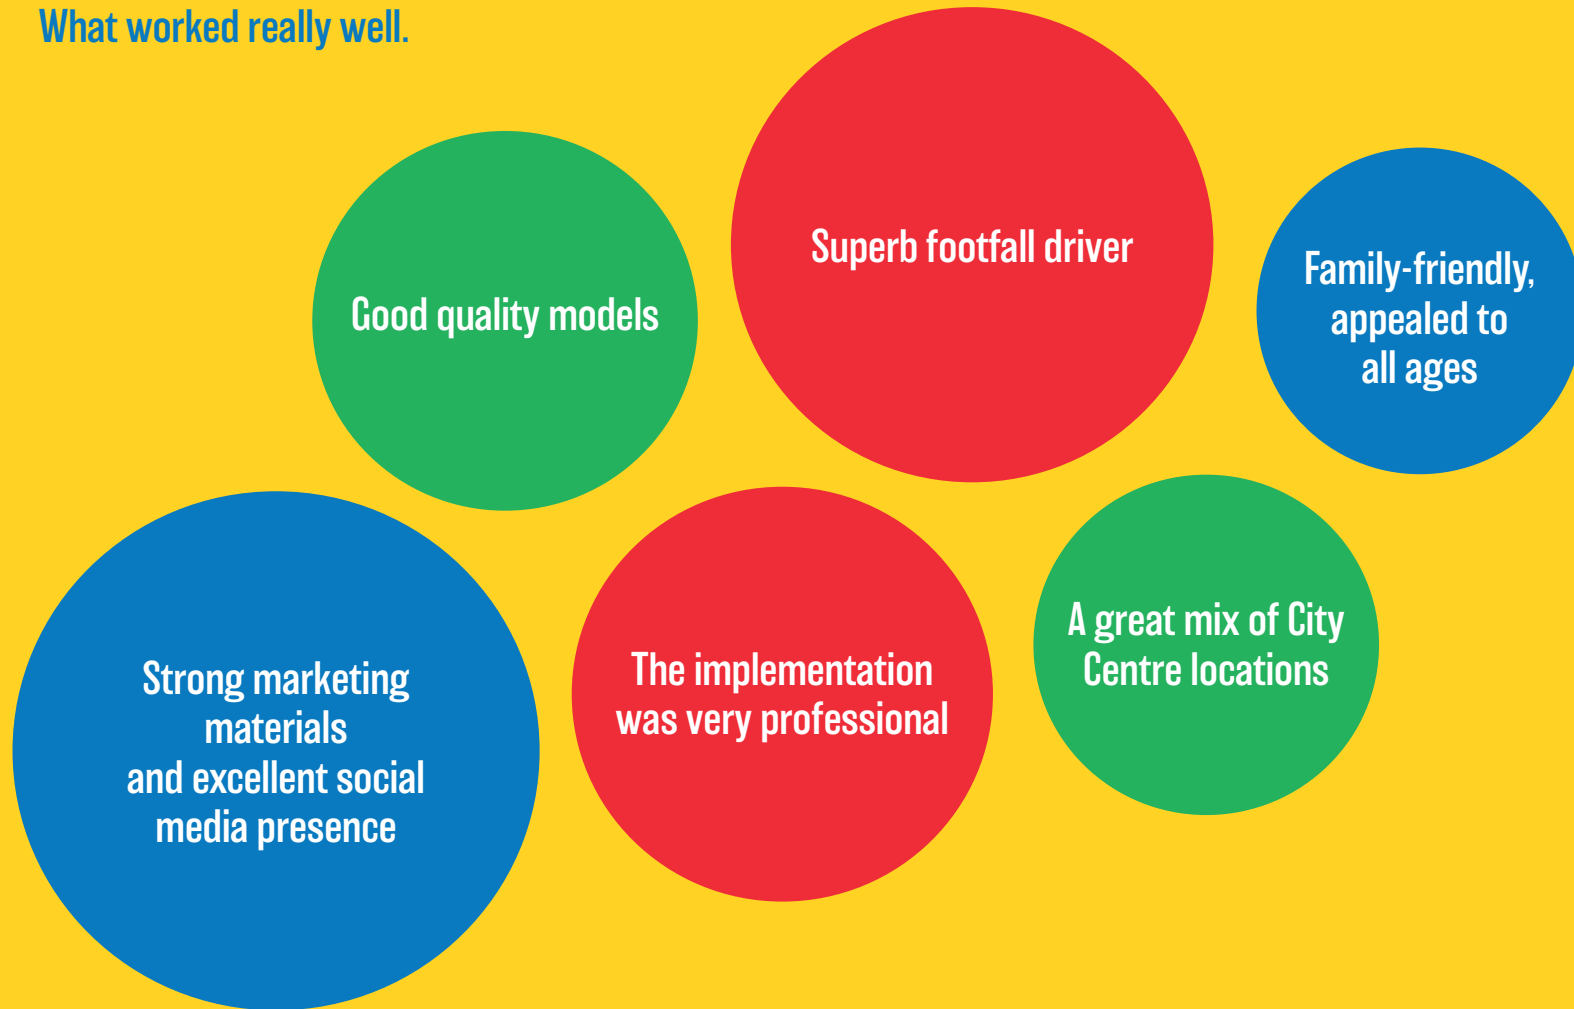 What worked really well.
Good quality models
Superb footfall driver
Family-friendly,
appealed to
all ages
Strong marketing
materials
and excellent social
media presence
The implementation
was very professional
A great mix of City
Centre locations